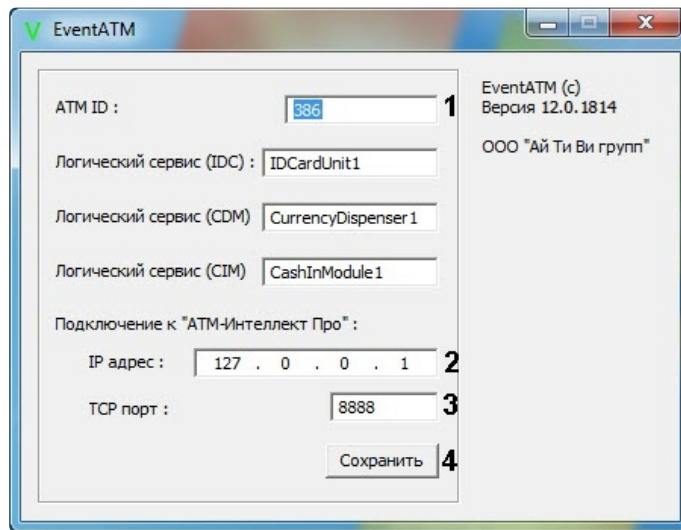 EventATM
ATM ID : 386 1
Логический сервис (IDC) : IDCardUnit1
Логический сервис (CDM) CurrencyDispenser1
Логический сервис (CIM) CashInModule1
Подключение к "АТМ-Интеллект Про" :
IP адрес : 127 . 0 . 0 . 1 2
TCP порт : 8888 3
Сохранить 4
EventATM (c)
Версия 12.0.1814
ООО "Ай Ти Ви групп"